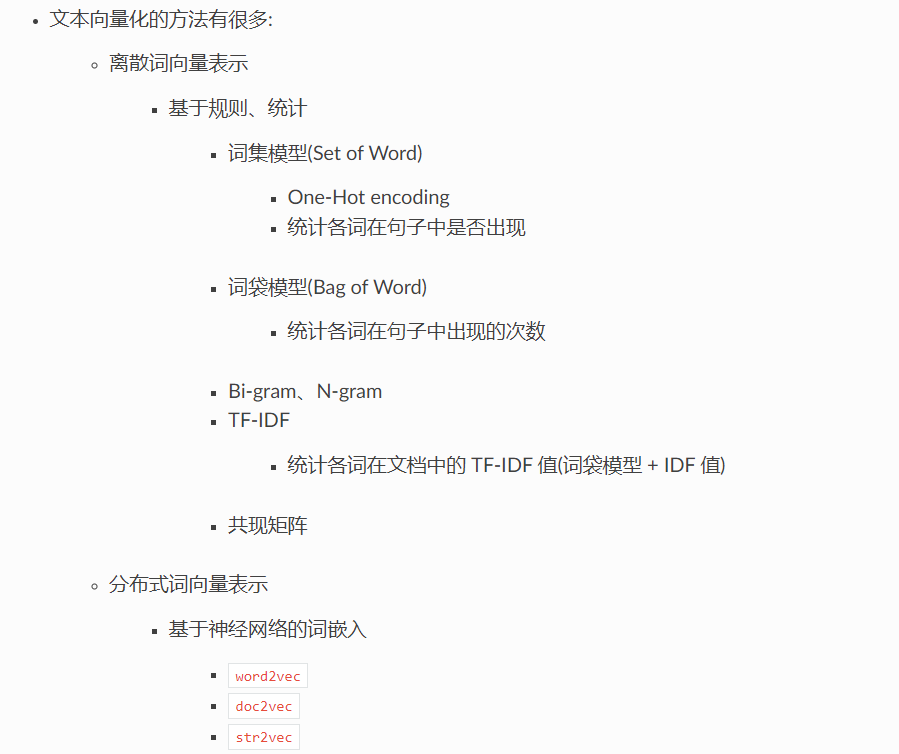 文本向量化的方法有很多:
离散词向量表示
基于规则、统计
词集模型(Set of Word)
One-Hot encoding
统计各词在句子中是否出现
词袋模型(Bag of Word)
统计各词在句子中出现的次数
Bi-gram、N-gram
TF-IDF
统计各词在文档中的 TF-IDF 值(词袋模型 + IDF 值)
共现矩阵
分布式词向量表示
基于神经网络的词嵌入
word2vec
doc2vec
str2vec